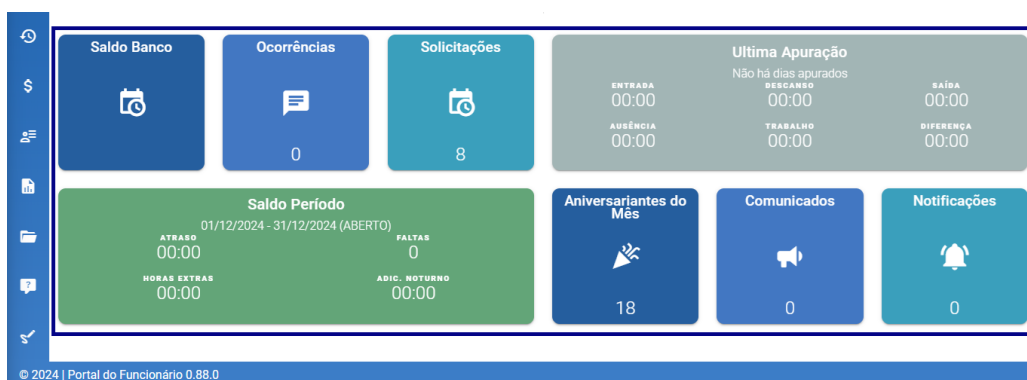 Saldo Banco
Ocorrências
0
Solicitações
8
Ultima Apuração
Não há dias apurados
ENTRADA DESCANSO SAÍDA
00:00 00:00 00:00
AUSÊNCIA TRABALHO DIFERENÇA
00:00 00:00 00:00
Saldo Período
01/12/2024 - 31/12/2024 (ABERTO)
ATRASO FALTAS
00:00 0
HORAS EXTRAS ADIC. NOTURNO
00:00 00:00
Aniversariantes do
Mês
18
Comunicados
0
Notificações
0
© 2024 | Portal do Funcionário 0.88.0